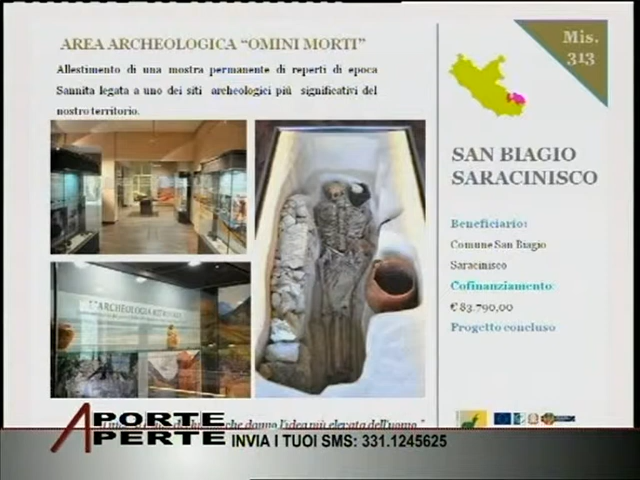 AREA ARCHEOLOGICA “OMINI MORTI”
Allestimento di una mostra permanente di reperti di epoca
Sannita legata a uno dei siti archeologici più significativi del
nostro territorio.
Mis.
313
SAN BIAGIO
SARACINISCO
Beneficiario:
Comune San Biagio
Saracinisco
Cofinanziamento:
€ 83.790,00
Progetto concluso
L'ARCHEOLOGIA
che danno l'idea più elevata dell'uomo."
A PORTE
APERTE
INVIA I TUOI SMS: 331.1245625